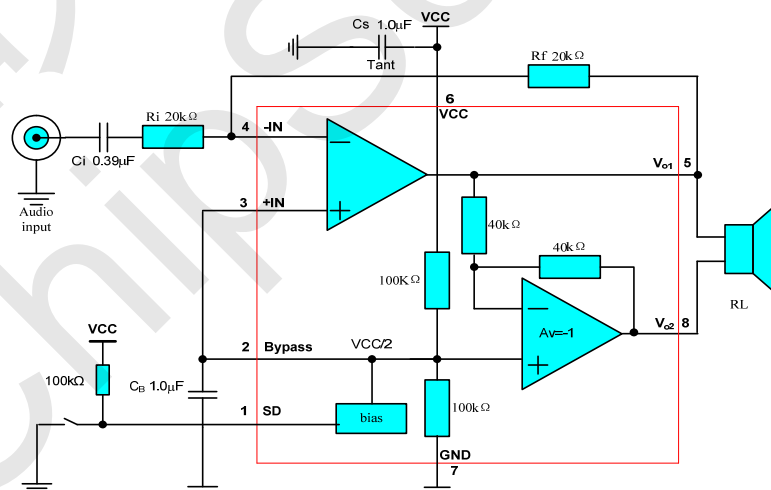 Cs 1.0μF
VCC
Tant
Rf 20kΩ
6
VCC
Ri 20kΩ
4 -IN
Ci 0.39μF
Vo1 5
3 +IN
Audio
input
40kΩ
40kΩ
100KΩ
RL
Av=-1
Vo2 8
VCC
2 Bypass
VCC/2
100kΩ
CB 1.0μF
1 SD
bias
100kΩ
GND
7